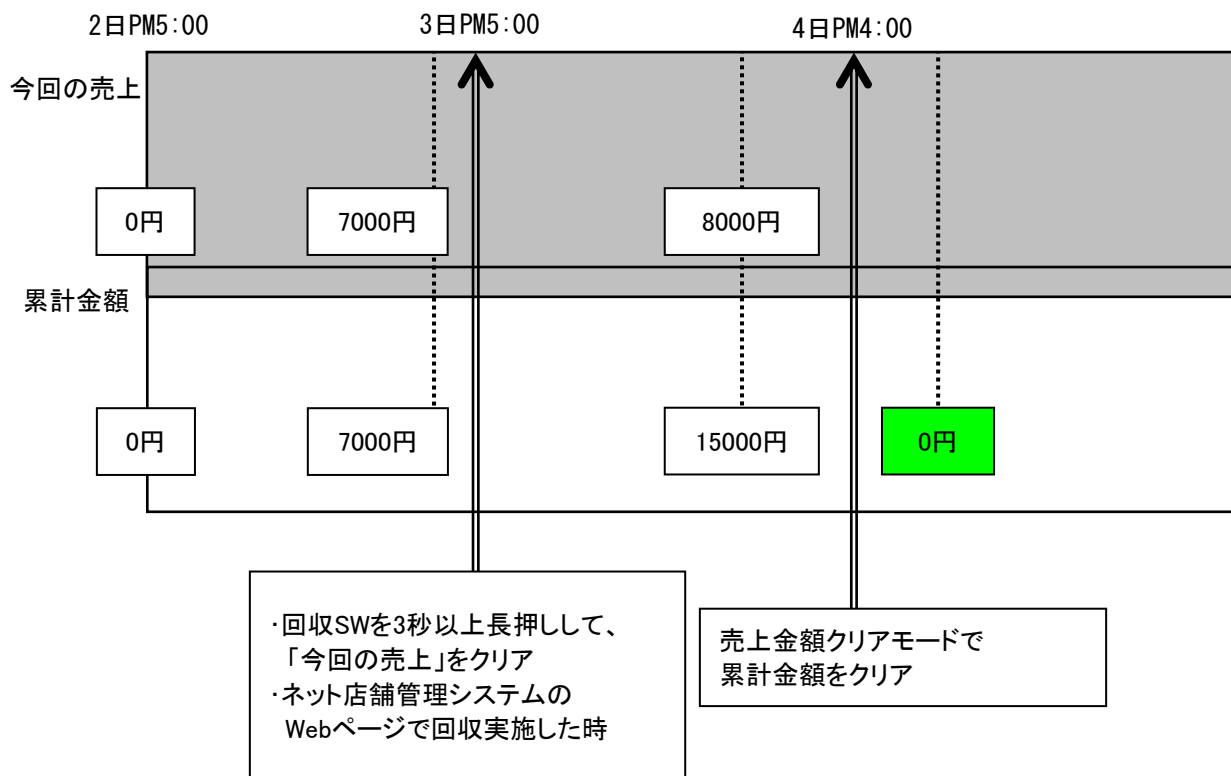 2日PM5:00
3日PM5:00
4日PM4:00
今回の売上
0円
7000円
8000円
累計金額
0円
7000円
15000円
0円
・回収SWを3秒以上長押しして、
「今回の売上」をクリア
・ネット店舗管理システムの
Webページで回収実施した時
売上金額クリアモードで
累計金額をクリア